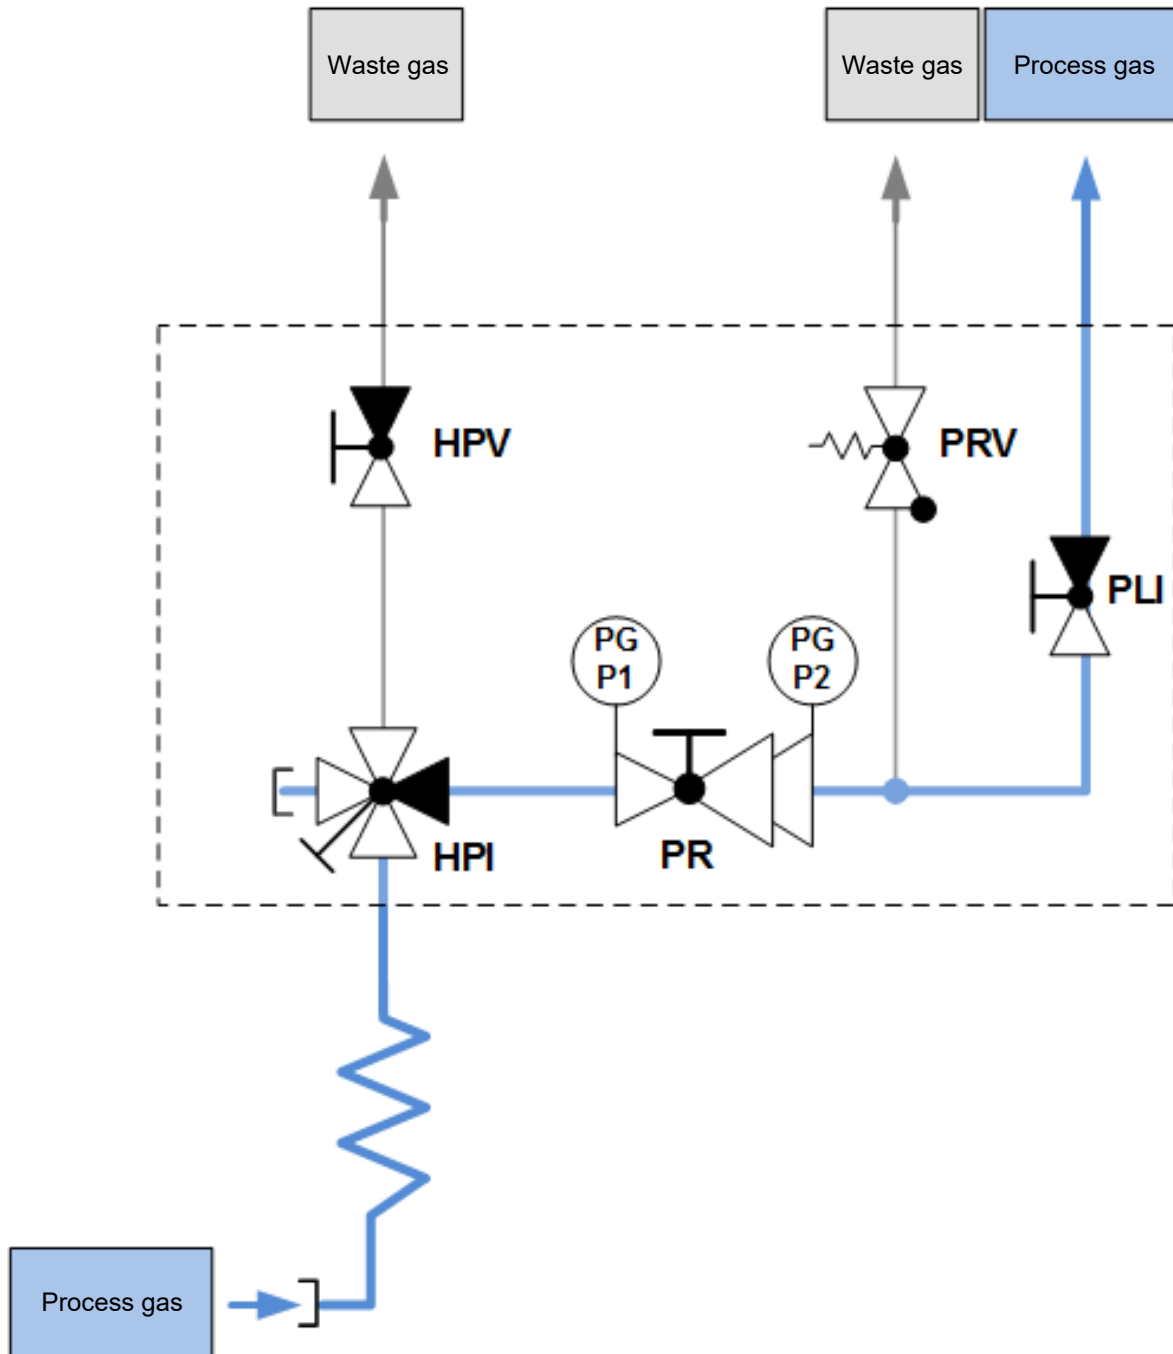 Waste gas
Waste gas
Process gas
HPV
PRV
PLI
PG
P1
PG
P2
HPI
PR
Process gas